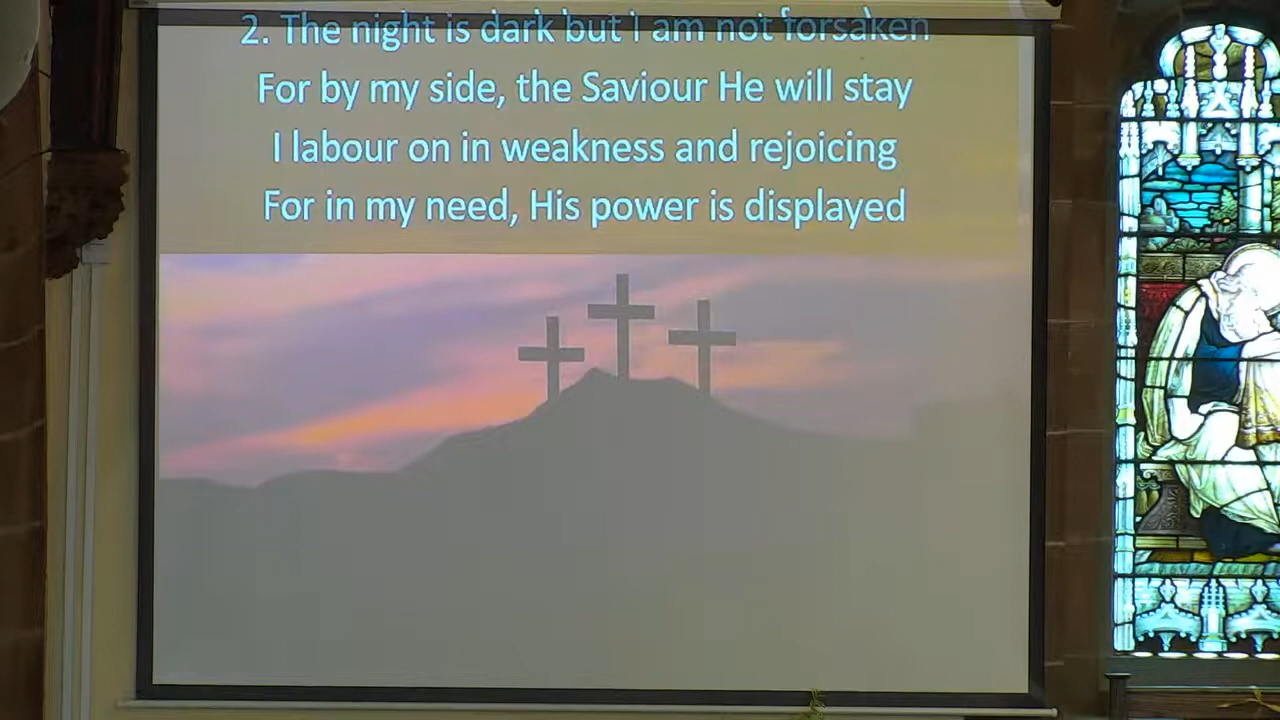 2. The night is dark but I am not forsaken
For by my side, the Saviour He will stay
I labour on in weakness and rejoicing
For in my need, His power is displayed